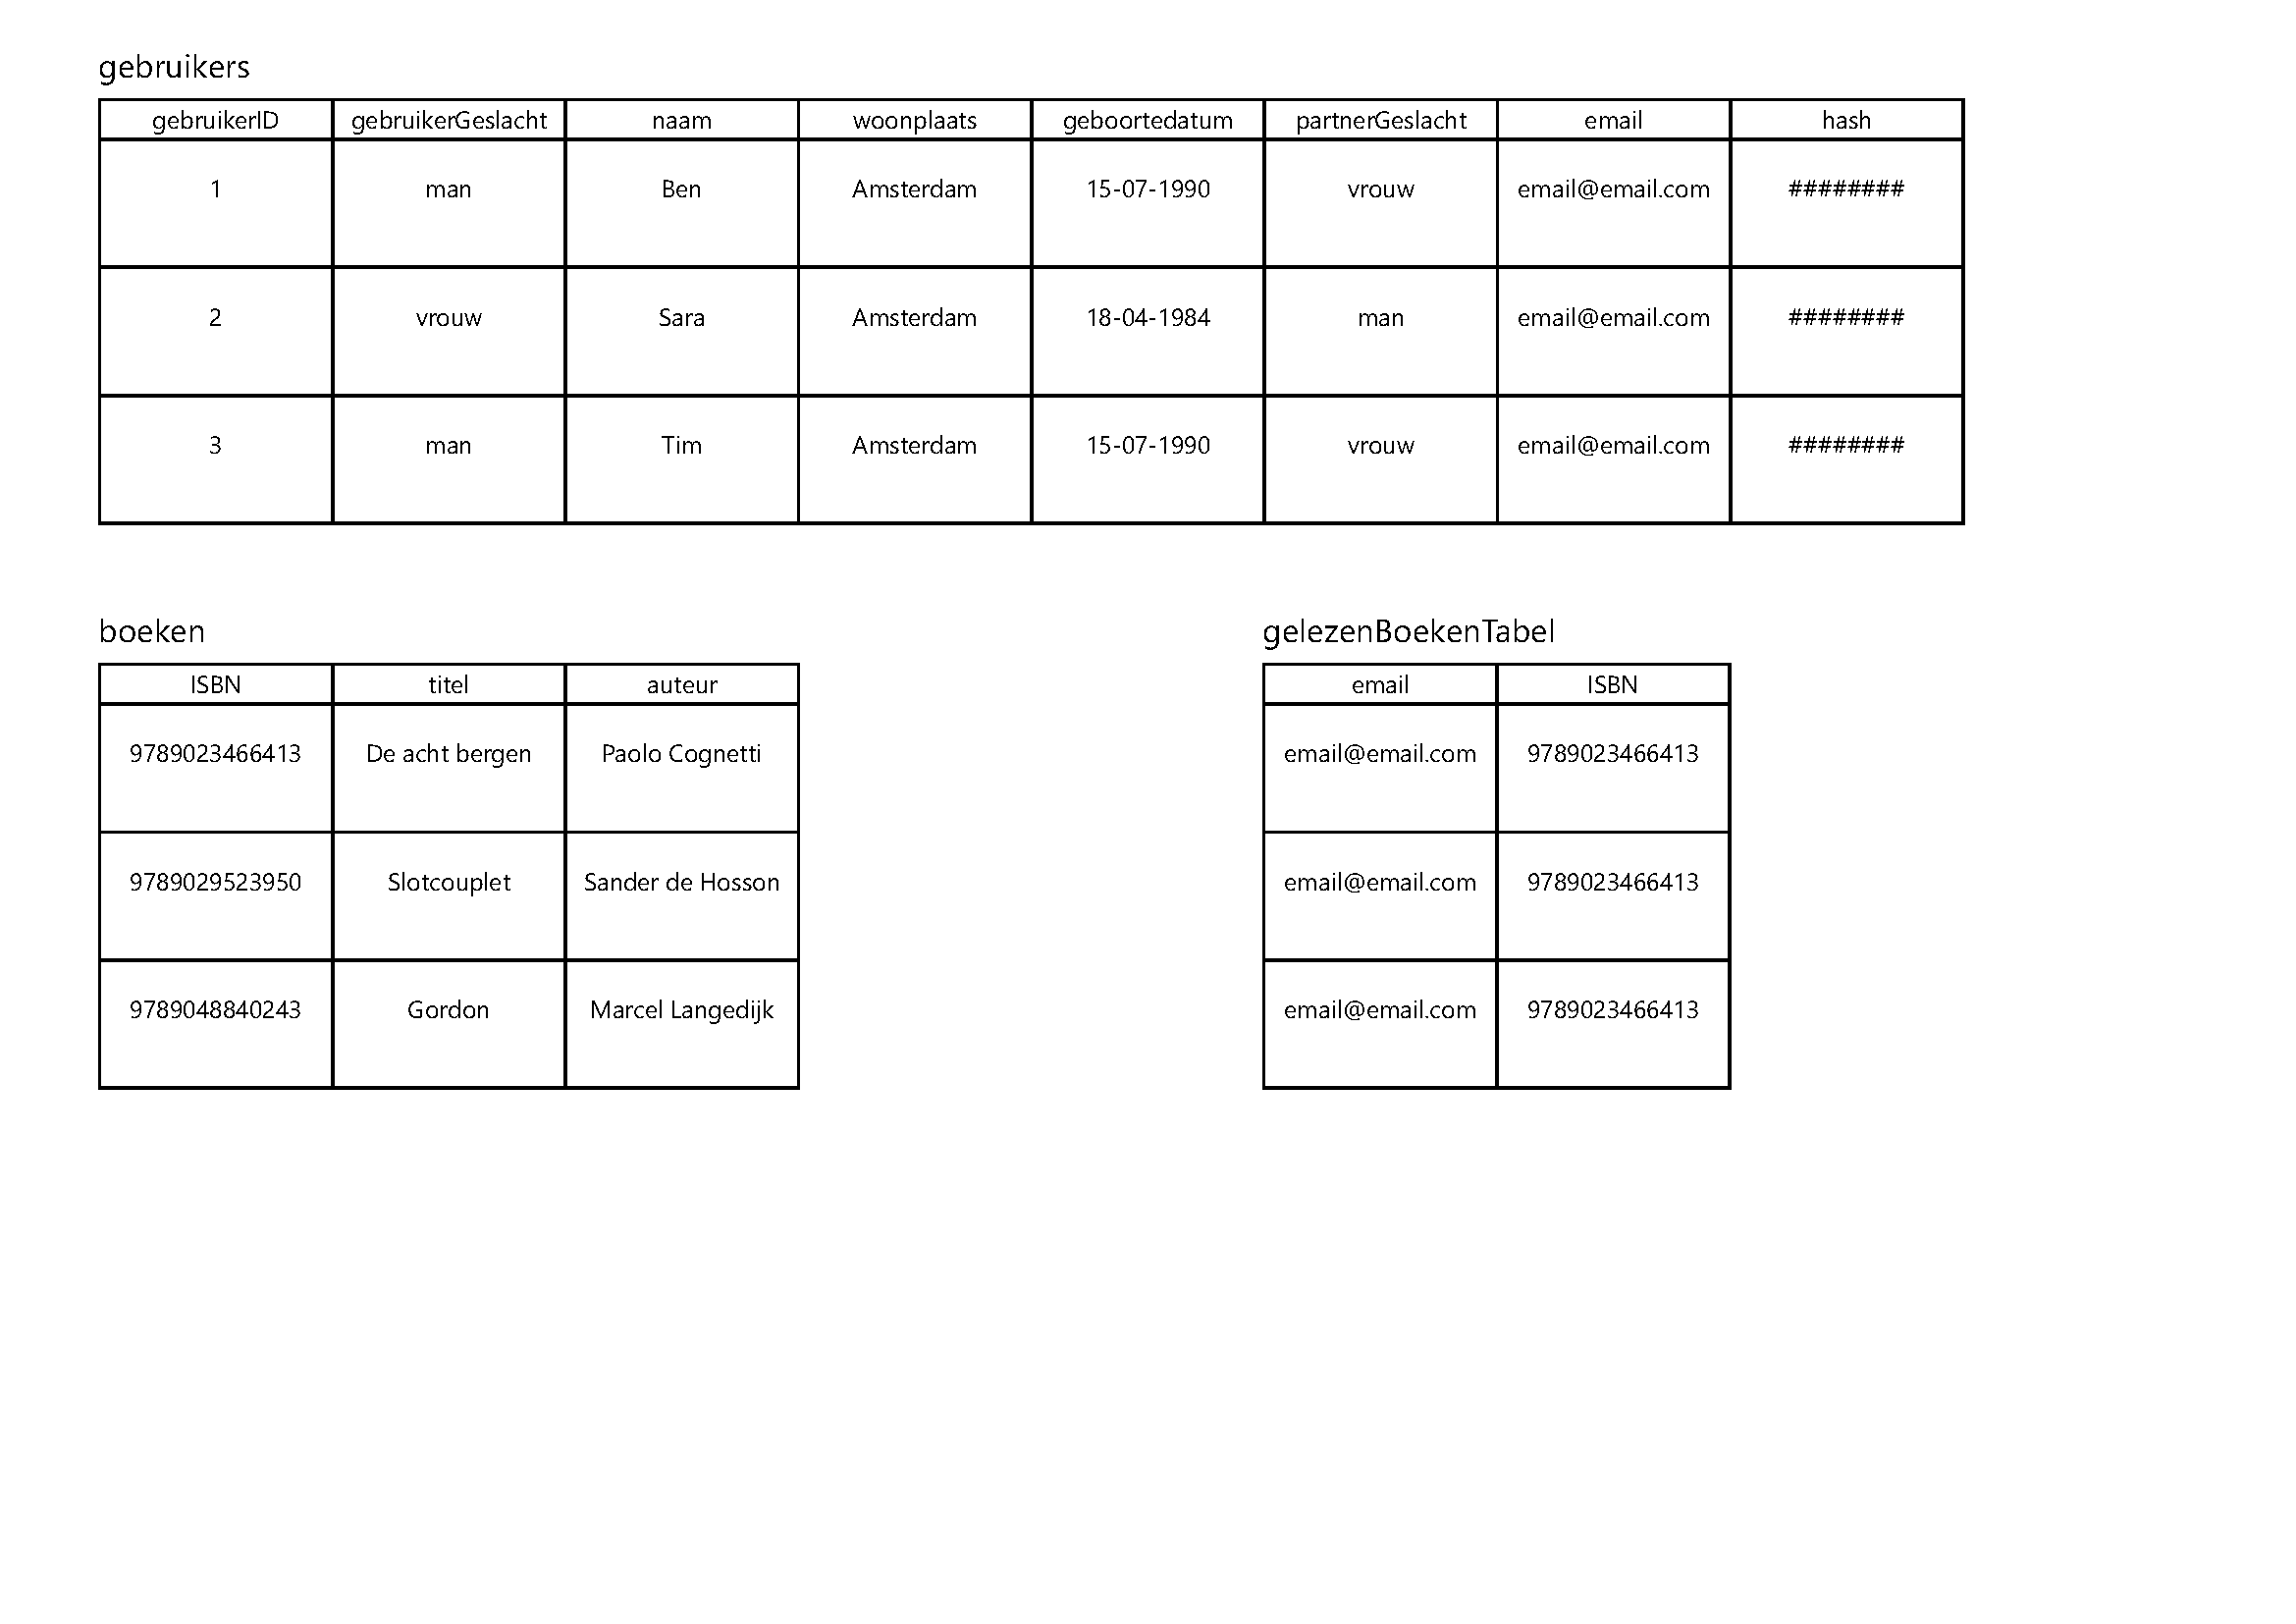 gebruikers
gebruikerID gebruikerGeslacht naam woonplaats geboortedatum partnerGeslacht email hash
1 man Ben Amsterdam 15-07-1990 vrouw email@email.com ########
2 vrouw Sara Amsterdam 18-04-1984 man email@email.com ########
3 man Tim Amsterdam 15-07-1990 vrouw email@email.com ########
boeken
ISBN titel auteur
9789023466413 De acht bergen Paolo Cognetti
9789029523950 Slotcouplet Sander de Hosson
9789048840243 Gordon Marcel Langedijk
gelezenBoekenTabel
email ISBN
email@email.com 9789023466413
email@email.com 9789023466413
email@email.com 9789023466413